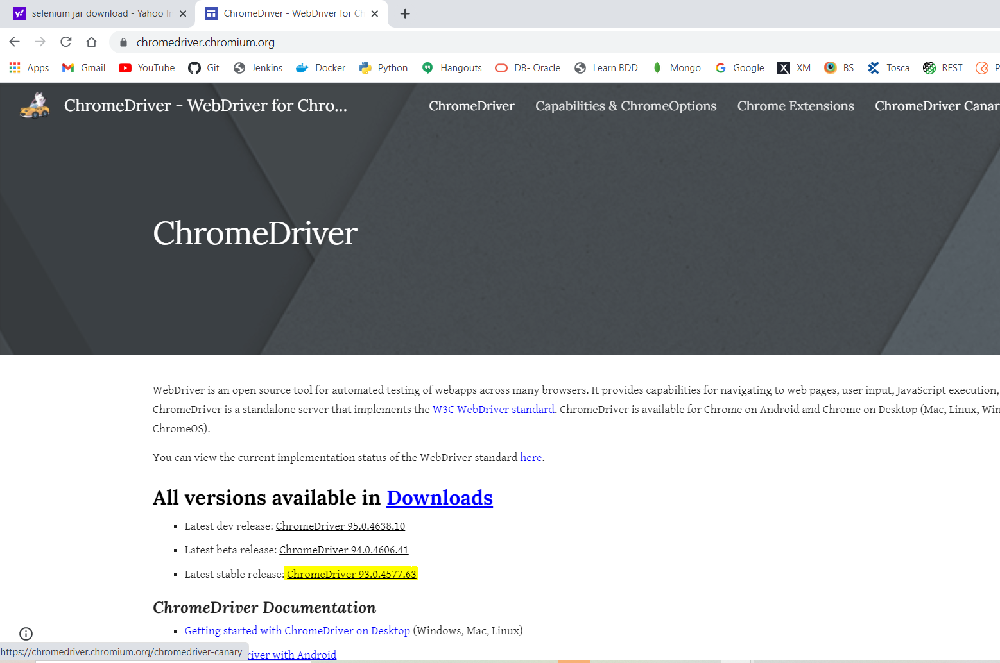 selenium jar download - Yahoo
ChromeDriver - WebDriver for
chromedriver.chromium.org
Apps Gmail YouTube Git Jenkins Docker Python Hangouts DB- Oracle Learn BDD Mongo Google XM BS Tosca REST
ChromeDriver - WebDriver for Chro... ChromeDriver Capabilities & ChromeOptions Chrome Extensions ChromeDriver Canar
ChromeDriver
WebDriver is an open source tool for automated testing of webapps across many browsers. It provides capabilities for navigating to web pages, user input, JavaScript execution,
ChromeDriver is a standalone server that implements the W3C WebDriver standard. ChromeDriver is available for Chrome on Android and Chrome on Desktop (Mac, Linux, Win
ChromeOS).
You can view the current implementation status of the WebDriver standard here.
All versions available in Downloads
Latest dev release: ChromeDriver 95.0.4638.10
Latest beta release: ChromeDriver 94.0.4606.41
Latest stable release: ChromeDriver 93.0.4577.63
ChromeDriver Documentation
Getting started with ChromeDriver on Desktop (Windows, Mac, Linux)
https://chromedriver.chromium.org/chromedriver-canary
river with Android